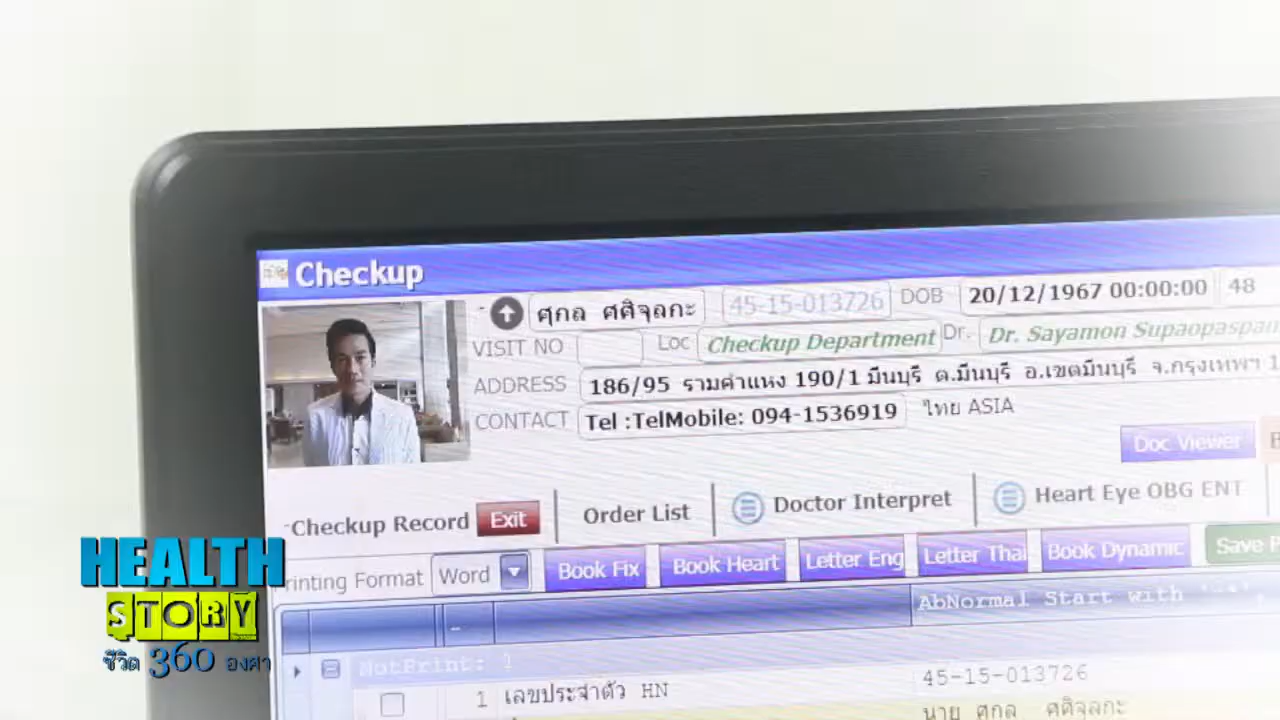 Checkup
ศุกล ศศิจุลกะ 45-15-013726 DOB 20/12/1967 00:00:00 48
VISIT NO Loc Checkup Department Dr. Dr. Sayamon Supaopaspan
ADDRESS 186/95 รามคำแหง 190/1 มีนบุรี ต.มีนบุรี อ.เขตมีนบุรี จ.กรุงเทพฯ 1
CONTACT Tel :TelMobile: 094-1536919 ไทย ASIA
Doc Viewer
Checkup Record Exit Order List Doctor Interpret Heart Eye OBG ENT
Printing Format Word Book Fix Book Heart Letter Eng Letter Thai Book Dynamic Save
AbNormal Start with
NotPrint: 1
1 เลขประจำตัว HN 45-15-013726
นาย ศุกล ศศิจุลกะ
HEALTH
STORY
ชีวิต 360 องศา